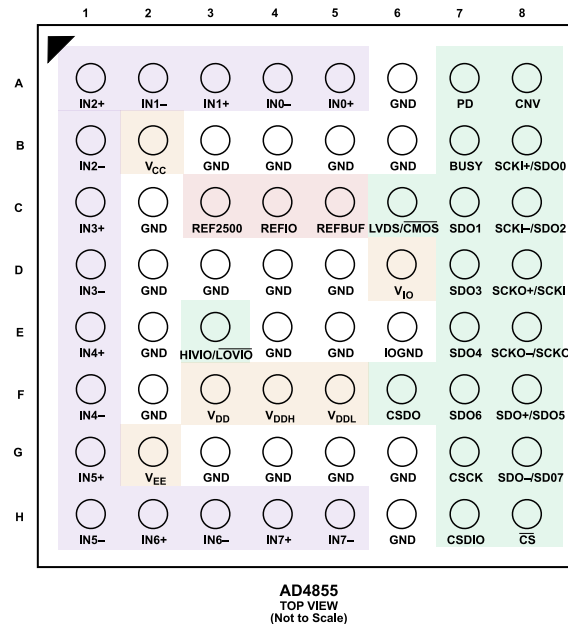 1 2 3 4 5 6 7 8
A
IN2+ IN1– IN1+ IN0– IN0+ GND PD CNV
B
IN2– VCC GND GND GND GND BUSY SCKI+/SDO0
C
IN3+ GND REF2500 REFIO REFBUF LVDS/CMOS SDO1 SCKI–/SDO2
D
IN3– GND GND GND GND VIO SDO3 SCKO+/SCKI
E
IN4+ GND HIVIO/LOVIO GND GND IOGND SDO4 SCKO–/SCKO
F
IN4– GND VDD VDDH VDDL CSDO SDO6 SDO+/SDO5
G
IN5+ VEE GND GND GND GND CSCK SDO–/SD07
H
IN5– IN6+ IN6– IN7+ IN7– GND CSDIO CS
AD4855
TOP VIEW
(Not to Scale)